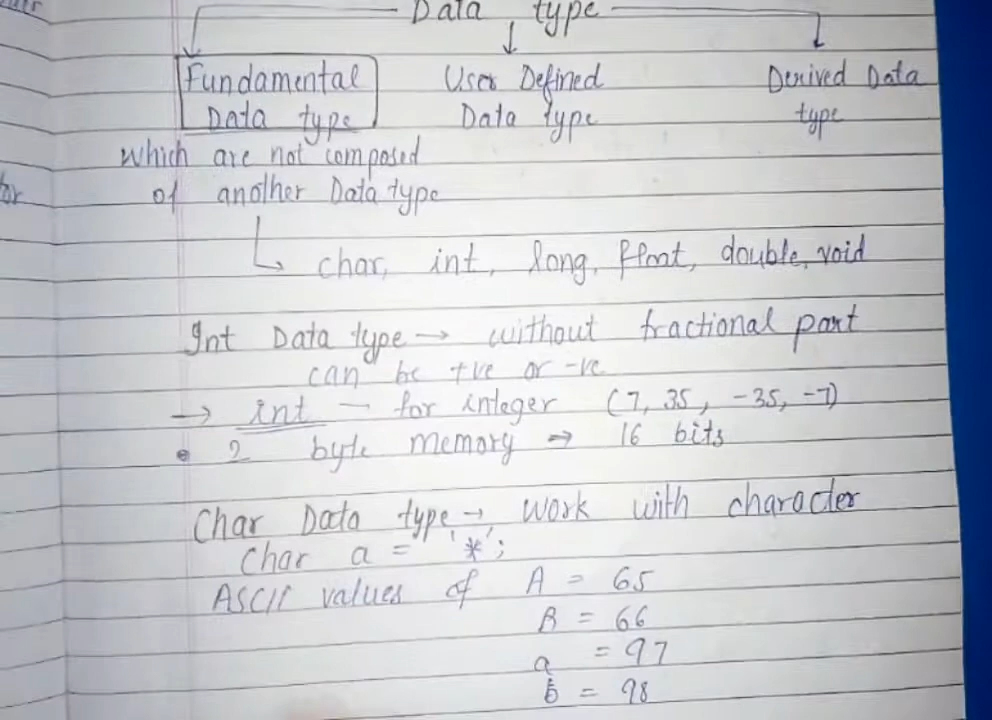 Data type
Fundamental Data type
User Defined Data type
Derived Data type
which are not composed
of another Data type
char, int, long, float, double, void
Int Data type → without fractional part
can be +ve or -ve
→ int — for integer (7, 35, -35, -7)
• 2 byte memory → 16 bits
Char Data type → work with character
Char a = '*';
ASCII values of A = 65
B = 66
a = 97
b = 98